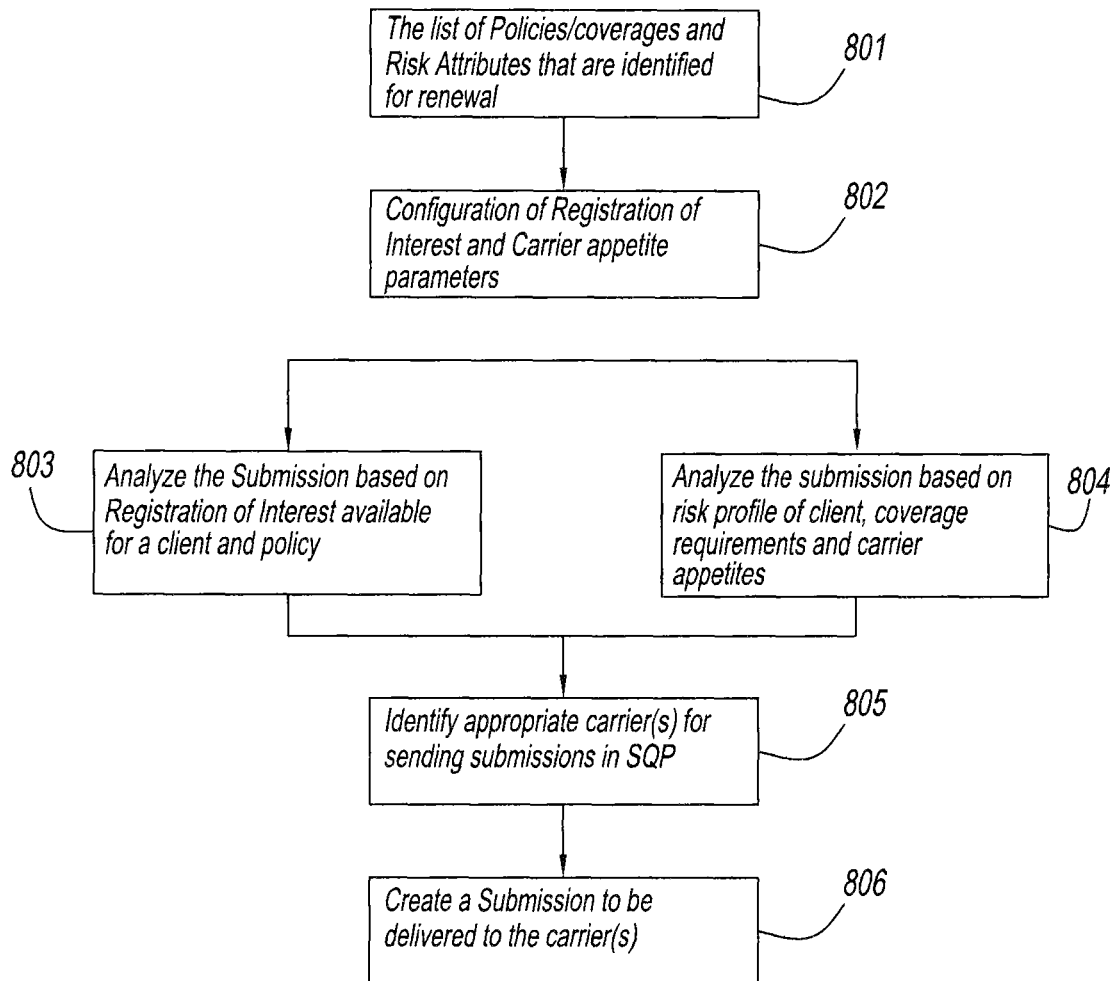 The list of Policies/coverages and
Risk Attributes that are identified
for renewal
801
Configuration of Registration of
Interest and Carrier appetite
parameters
802
803
Analyze the Submission based on
Registration of Interest available
for a client and policy
Analyze the submission based on
risk profile of client, coverage
requirements and carrier
appetites
804
Identify appropriate carrier(s) for
sending submissions in SQP
805
Create a Submission to be
delivered to the carrier(s)
806